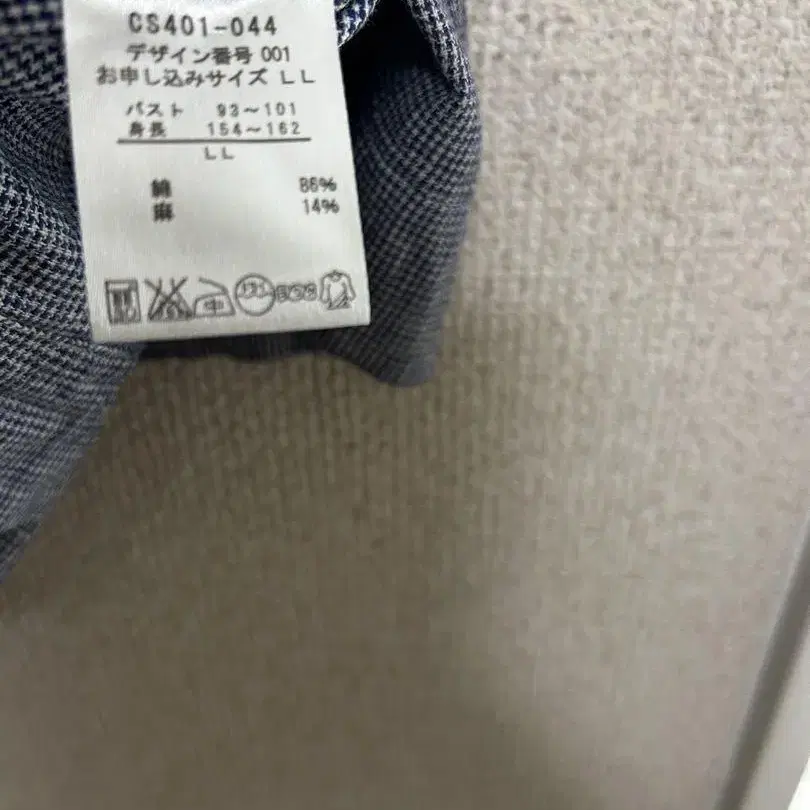 CS401-044
デザイン番号 001
お申し込みサイズ LL
バスト 93～101
身長 154～162
LL
綿 86%
麻 14%
中